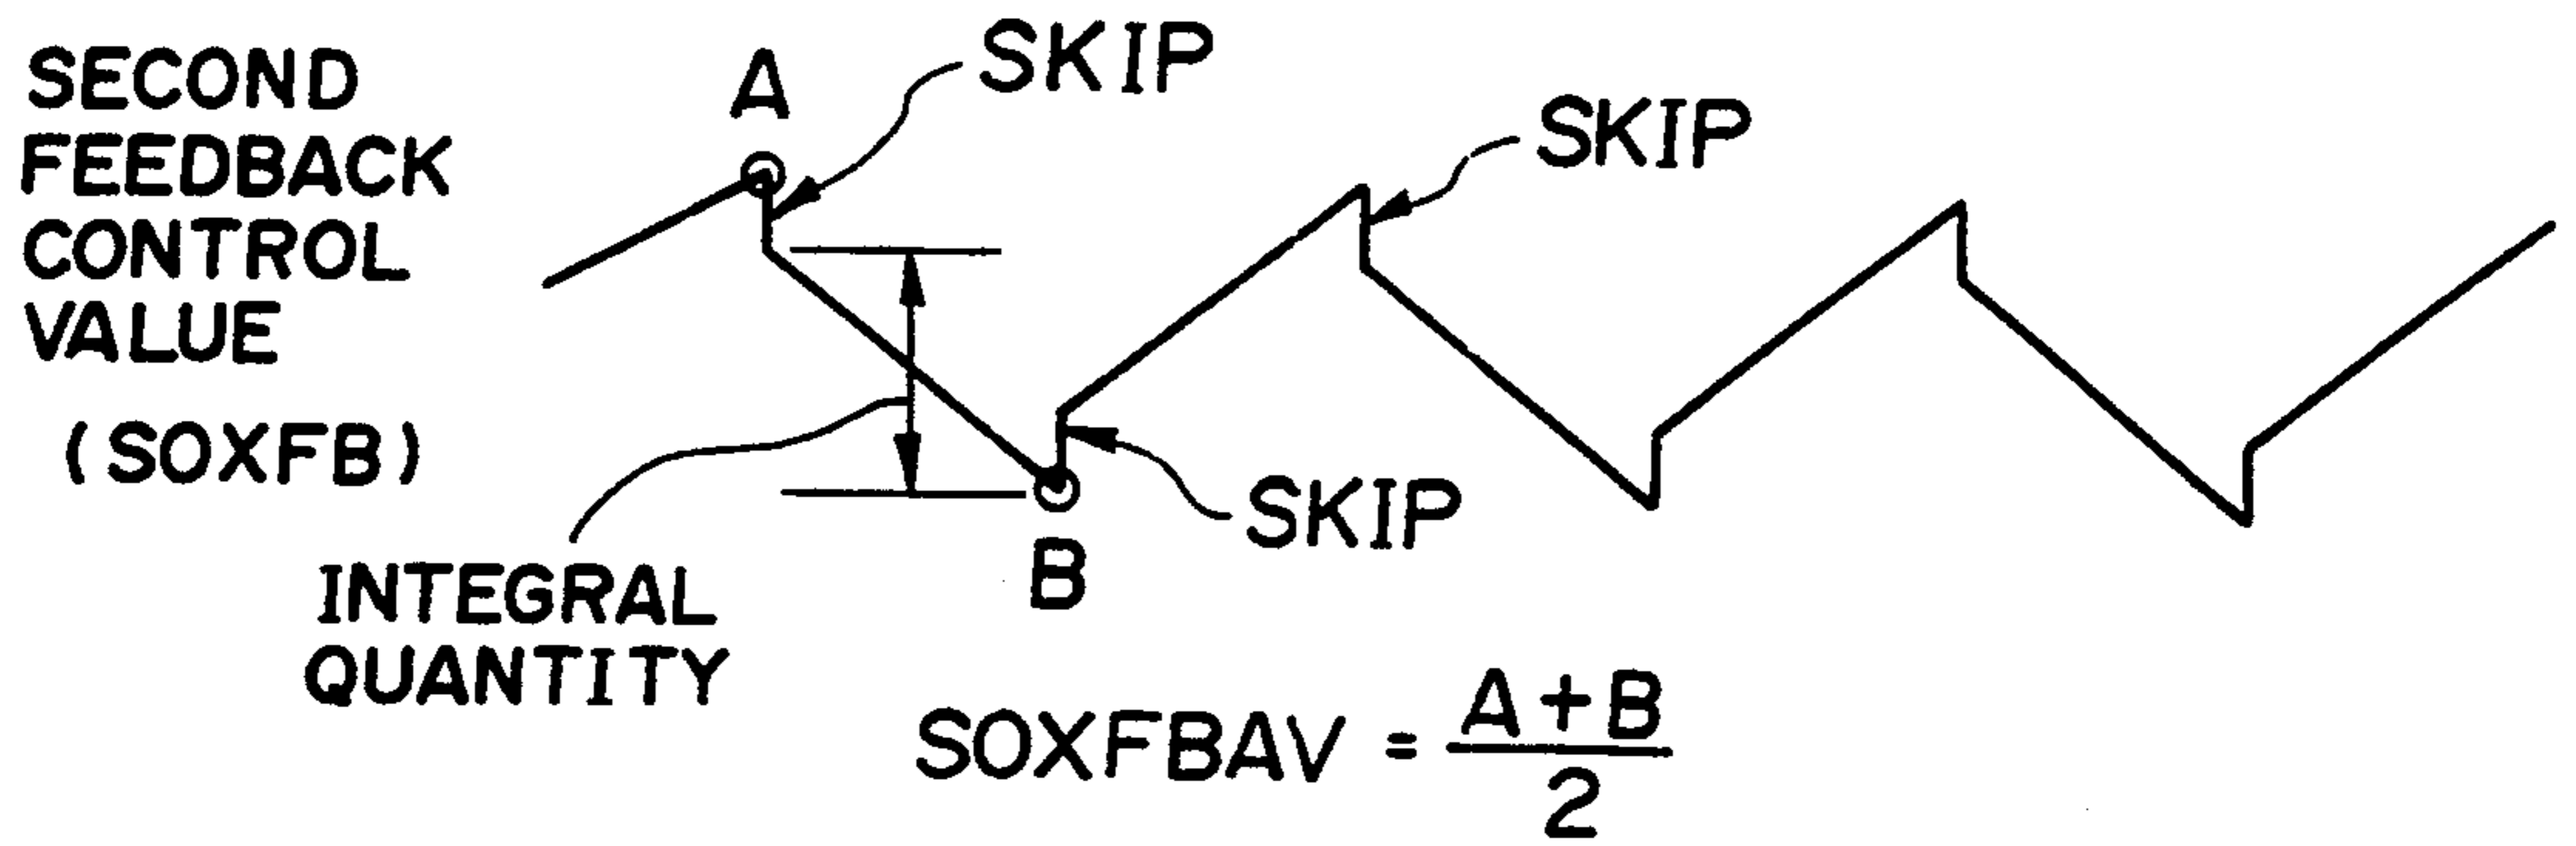 SECOND
FEEDBACK
CONTROL
VALUE
(SOXFB)
A
SKIP
SKIP
SKIP
B
INTEGRAL
QUANTITY
SOXFBAV = A+B
2